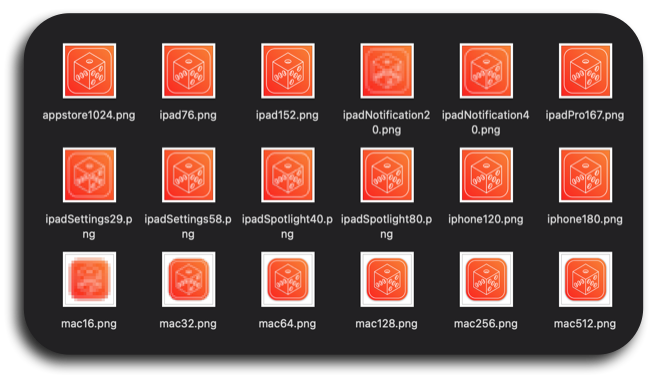 appstore1024.png ipad76.png ipad152.png ipadNotification2 ipadNotification4 ipadPro167.png
0.png 0.png
ipadSettings29.p ipadSettings58.p ipadSpotlight40.p ipadSpotlight80.p iphone120.png iphone180.png
ng ng ng ng
mac16.png mac32.png mac64.png mac128.png mac256.png mac512.png